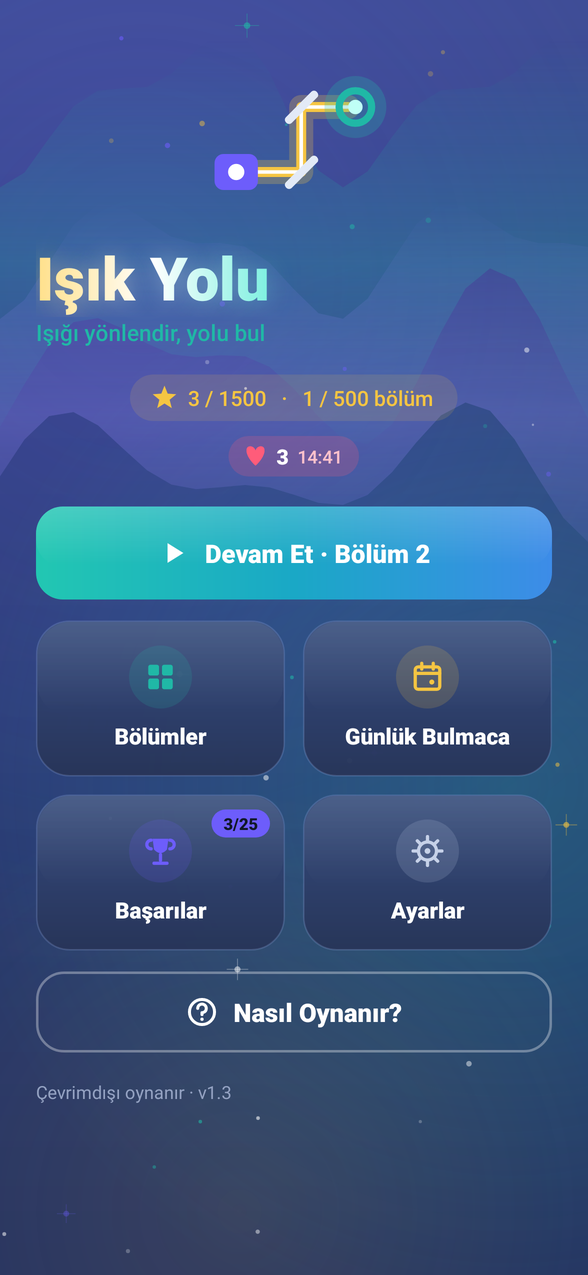 Işık Yolu
Işığı yönlendir, yolu bul
3 / 1500 · 1 / 500 bölüm
3 14:41
Devam Et · Bölüm 2
Bölümler
Günlük Bulmaca
3/25
Başarılar
Ayarlar
Nasıl Oynanır?
Çevrimdışı oynanır · v1.3